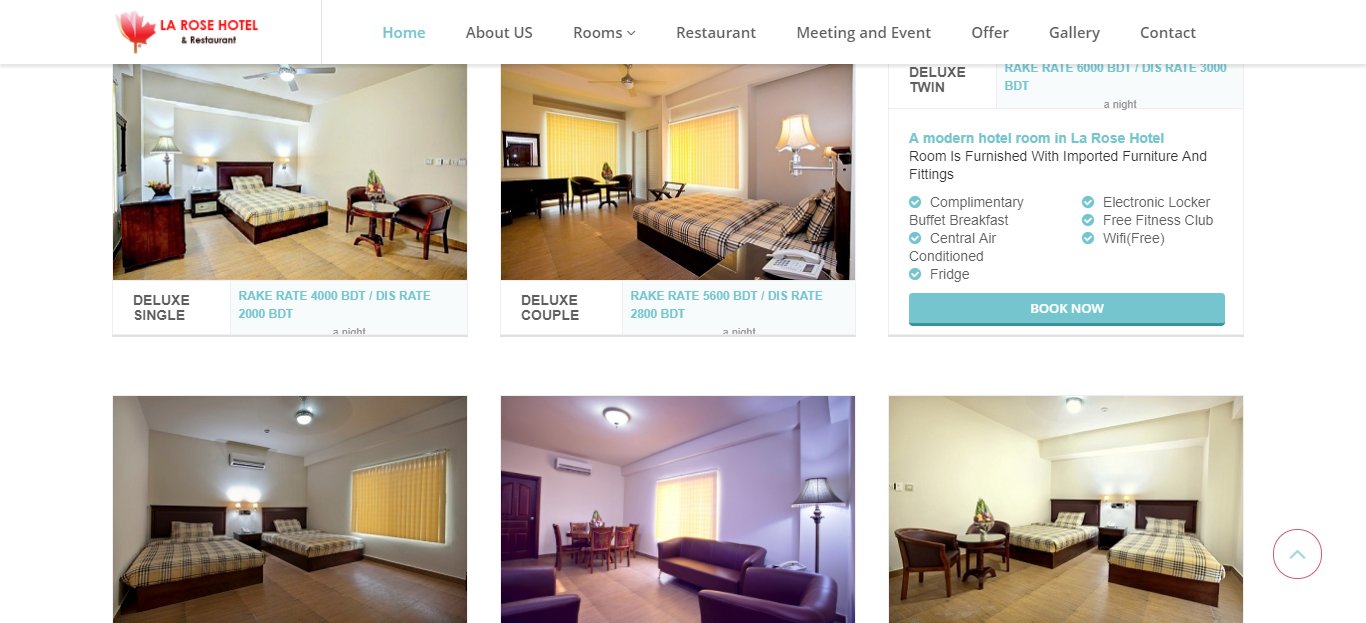 LA ROSE HOTEL
& Restaurant
Home
About US
Rooms
Restaurant
Meeting and Event
Offer
Gallery
Contact
DELUXE
SINGLE
RAKE RATE 4000 BDT / DIS RATE
2000 BDT
a night
DELUXE
COUPLE
RAKE RATE 5600 BDT / DIS RATE
2800 BDT
a night
DELUXE
TWIN
RAKE RATE 6000 BDT / DIS RATE 3000
BDT
a night
A modern hotel room in La Rose Hotel
Room Is Furnished With Imported Furniture And
Fittings
Complimentary
Buffet Breakfast
Central Air
Conditioned
Fridge
Electronic Locker
Free Fitness Club
Wifi(Free)
BOOK NOW